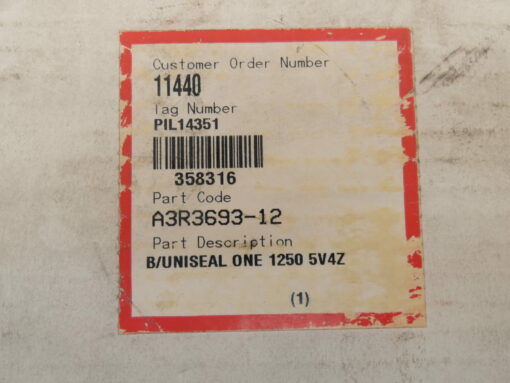 Customer Order Number
11440
Tag Number
PIL14351
358316
Part Code
A3R3693-12
Part Description
B/UNISEAL ONE 1250 5V4Z
(1)